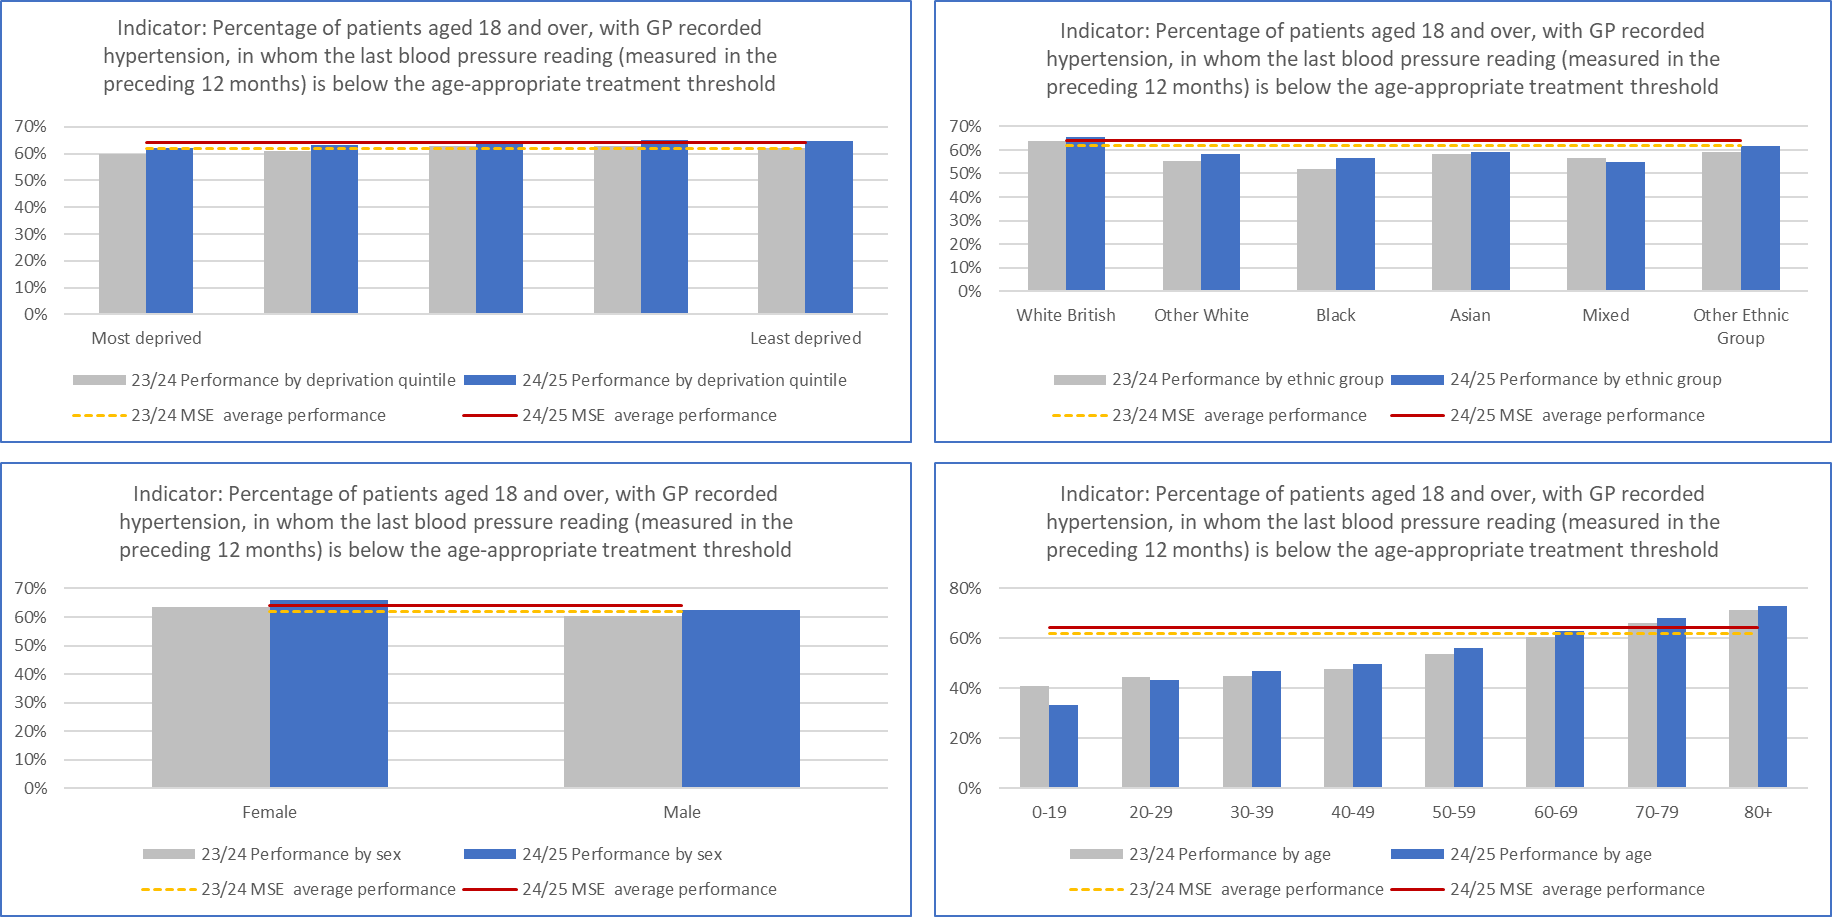 Indicator: Percentage of patients aged 18 and over, with GP recorded
hypertension, in whom the last blood pressure reading (measured in the
preceding 12 months) is below the age-appropriate treatment threshold
70%
60%
50%
40%
30%
20%
10%
0%
Most deprived
Least deprived
23/24 Performance by deprivation quintile
24/25 Performance by deprivation quintile
23/24 MSE average performance
24/25 MSE average performance
Indicator: Percentage of patients aged 18 and over, with GP recorded
hypertension, in whom the last blood pressure reading (measured in the
preceding 12 months) is below the age-appropriate treatment threshold
70%
60%
50%
40%
30%
20%
10%
0%
White British
Other White
Black
Asian
Mixed
Other Ethnic
Group
23/24 Performance by ethnic group
24/25 Performance by ethnic group
23/24 MSE average performance
24/25 MSE average performance
Indicator: Percentage of patients aged 18 and over, with GP recorded
hypertension, in whom the last blood pressure reading (measured in the
preceding 12 months) is below the age-appropriate treatment threshold
70%
60%
50%
40%
30%
20%
10%
0%
Female
Male
23/24 Performance by sex
24/25 Performance by sex
23/24 MSE average performance
24/25 MSE average performance
Indicator: Percentage of patients aged 18 and over, with GP recorded
hypertension, in whom the last blood pressure reading (measured in the
preceding 12 months) is below the age-appropriate treatment threshold
80%
60%
40%
20%
0%
0-19
20-29
30-39
40-49
50-59
60-69
70-79
80+
23/24 Performance by age
24/25 Performance by age
23/24 MSE average performance
24/25 MSE average performance